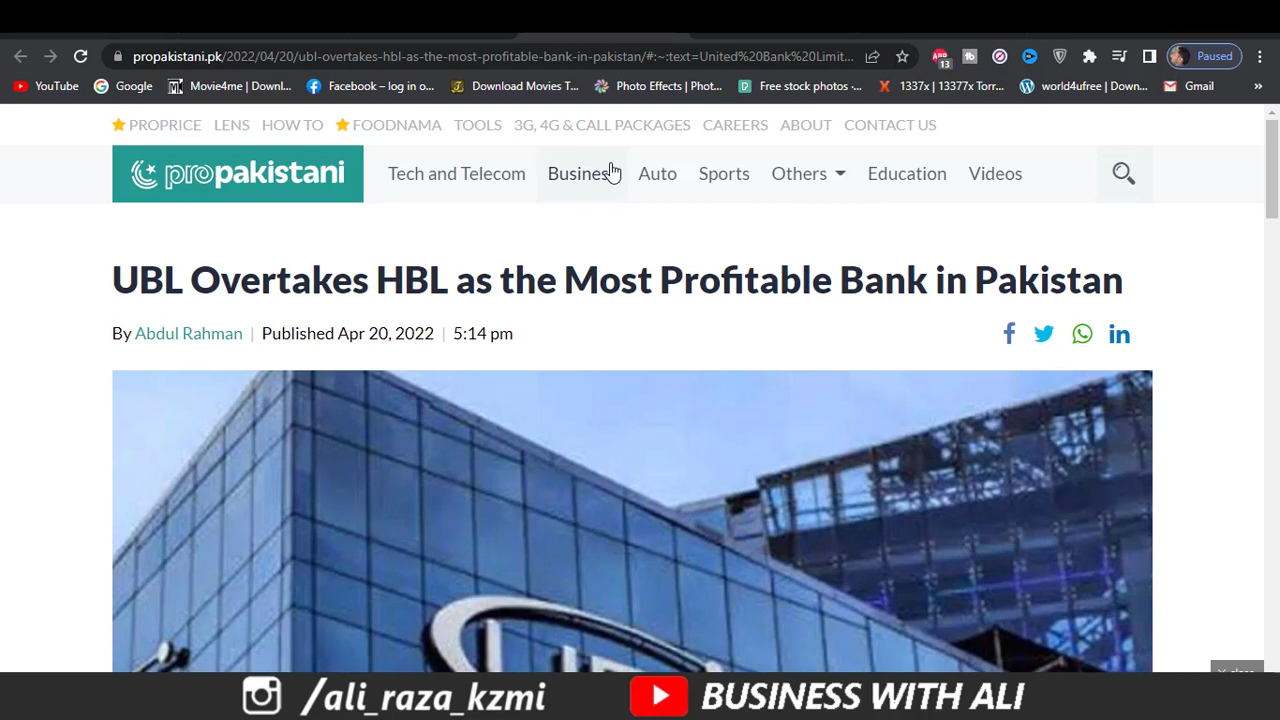 propakistani.pk/2022/04/20/ubl-overtakes-hbl-as-the-most-profitable-bank-in-pakistan/#:~:text=United%20Bank%20Limit...
13
Paused
YouTube
Google
Movie4me | Downl...
Facebook – log in o...
Download Movies T...
Photo Effects | Phot...
Free stock photos ·...
1337x | 13377x Torr...
world4ufree | Down...
Gmail
»
PROPRICE LENS HOW TO FOODNAMA TOOLS 3G, 4G & CALL PACKAGES CAREERS ABOUT CONTACT US
propakistani
Tech and Telecom Business Auto Sports Others Education Videos
UBL Overtakes HBL as the Most Profitable Bank in Pakistan
By Abdul Rahman | Published Apr 20, 2022 | 5:14 pm
/ali_raza_kzmi
BUSINESS WITH ALI